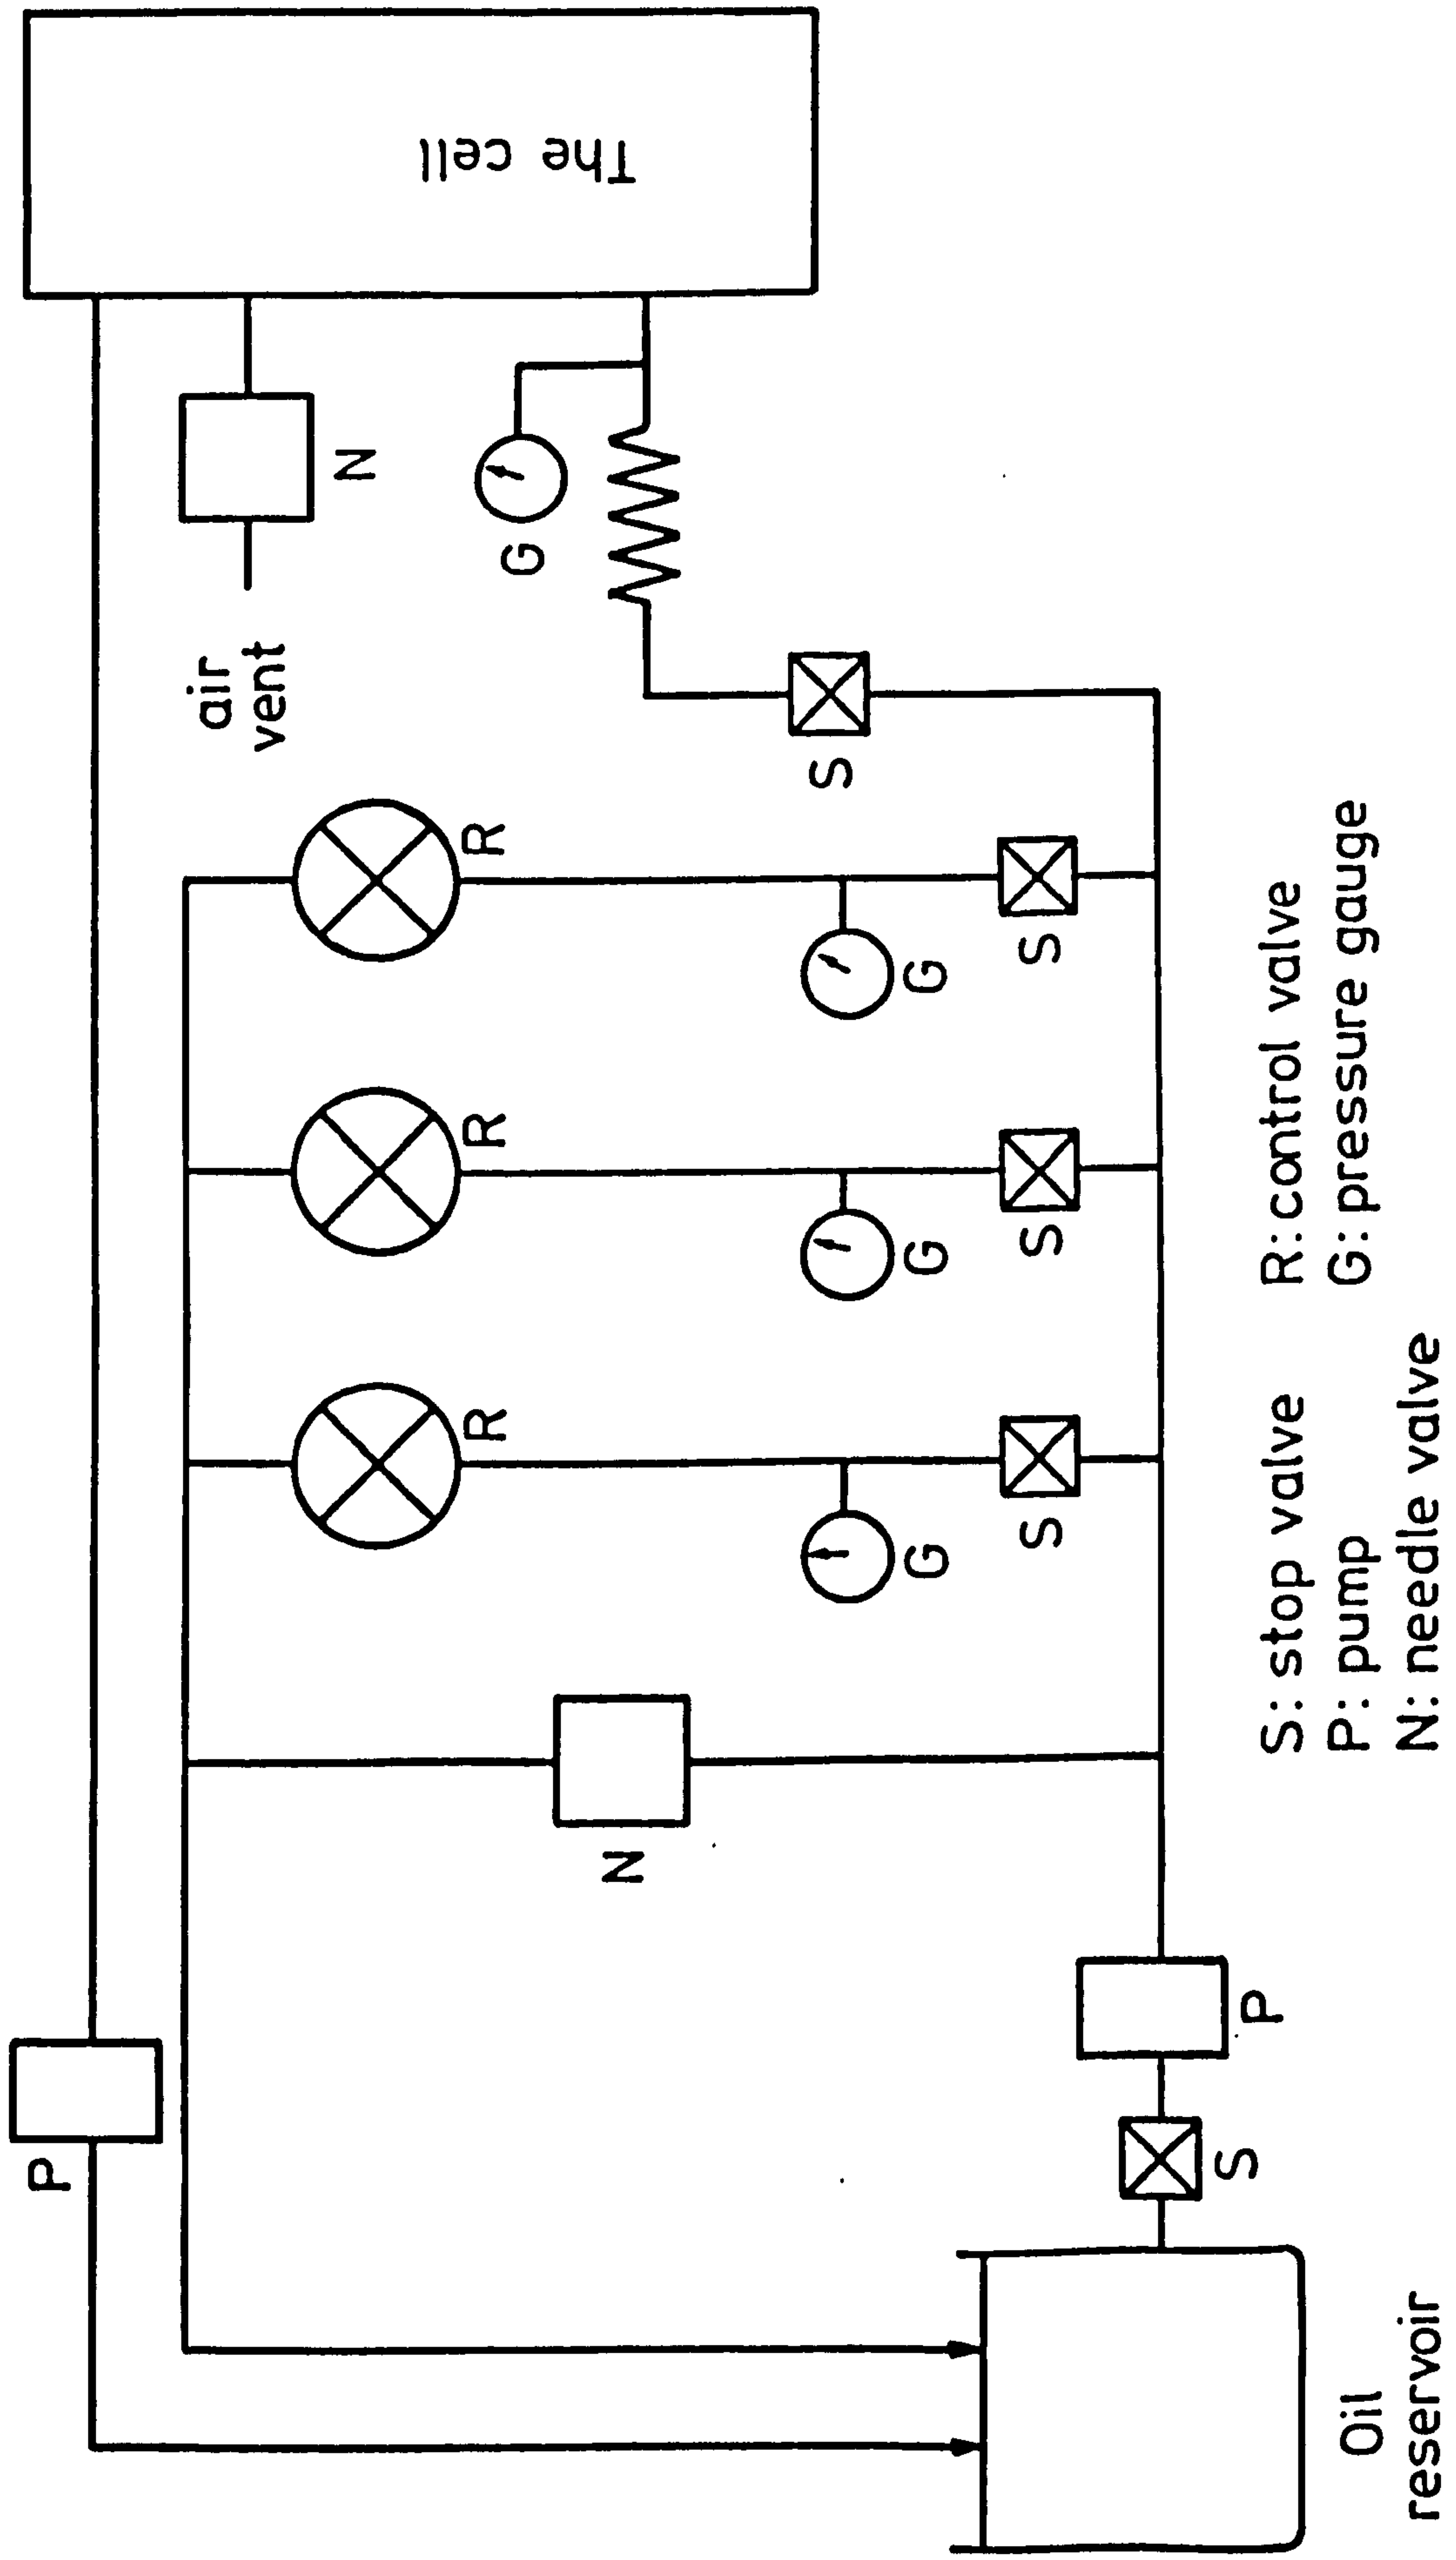 The cell
N
air
vent
G
S
R
G
S
R
G
S
R
G
S
N
P
P
S
Oil
reservoir
S: stop valve
P: pump
N: needle valve
R: control valve
G: pressure gauge